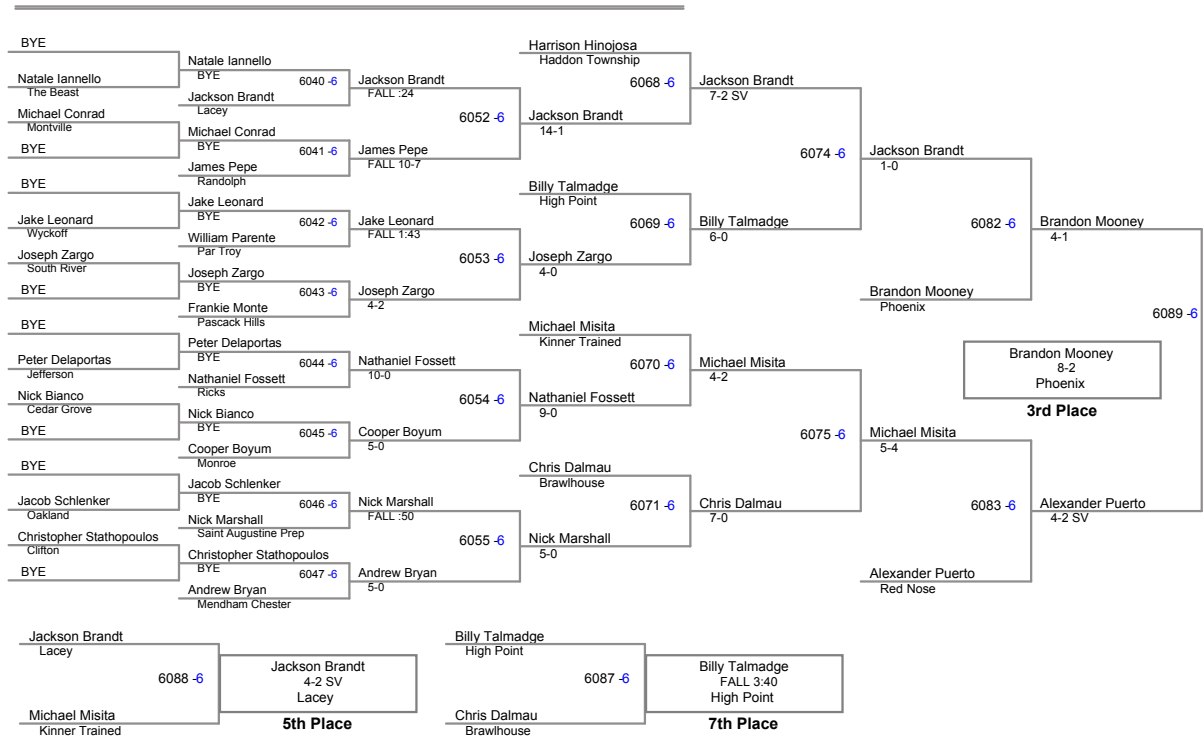 BYE
Natale Iannello
The Beast
Michael Conrad
Montville
BYE
BYE
Jake Leonard
Wyckoff
Joseph Zargo
South River
BYE
BYE
Peter Delaportas
Jefferson
Nick Bianco
Cedar Grove
BYE
BYE
Jacob Schlenker
Oakland
Christopher Stathopoulos
Clifton
BYE
Natale Iannello
BYE
6040 -6
Jackson Brandt
Lacey
Michael Conrad
BYE
6041 -6
James Pepe
Randolph
Jake Leonard
BYE
6042 -6
William Parente
Par Troy
Joseph Zargo
BYE
6043 -6
Frankie Monte
Pascack Hills
Peter Delaportas
BYE
6044 -6
Nathaniel Fossett
Ricks
Nick Bianco
BYE
6045 -6
Cooper Boyum
Monroe
Jacob Schlenker
BYE
6046 -6
Nick Marshall
Saint Augustine Prep
Christopher Stathopoulos
BYE
6047 -6
Andrew Bryan
Mendham Chester
Jackson Brandt
FALL :24
6052 -6
James Pepe
FALL 10-7
Jake Leonard
FALL 1:43
6053 -6
Joseph Zargo
4-2
Nathaniel Fossett
10-0
6054 -6
Cooper Boyum
5-0
Nick Marshall
FALL :50
6055 -6
Andrew Bryan
5-0
Harrison Hinojosa
Haddon Township
6068 -6
Jackson Brandt
14-1
Billy Talmadge
High Point
6069 -6
Joseph Zargo
4-0
Michael Misita
Kinner Trained
6070 -6
Nathaniel Fossett
9-0
Chris Dalmau
Brawlhouse
6071 -6
Nick Marshall
5-0
Jackson Brandt
7-2 SV
6074 -6
Billy Talmadge
6-0
Michael Misita
4-2
6075 -6
Chris Dalmau
7-0
Jackson Brandt
1-0
6082 -6
Brandon Mooney
Phoenix
Michael Misita
5-4
6083 -6
Alexander Puerto
Red Nose
Brandon Mooney
4-1
6089 -6
Alexander Puerto
4-2 SV
Brandon Mooney
8-2
Phoenix
3rd Place
Jackson Brandt
Lacey
6088 -6
Michael Misita
Kinner Trained
Jackson Brandt
4-2 SV
Lacey
5th Place
Billy Talmadge
High Point
6087 -6
Chris Dalmau
Brawlhouse
Billy Talmadge
FALL 3:40
High Point
7th Place